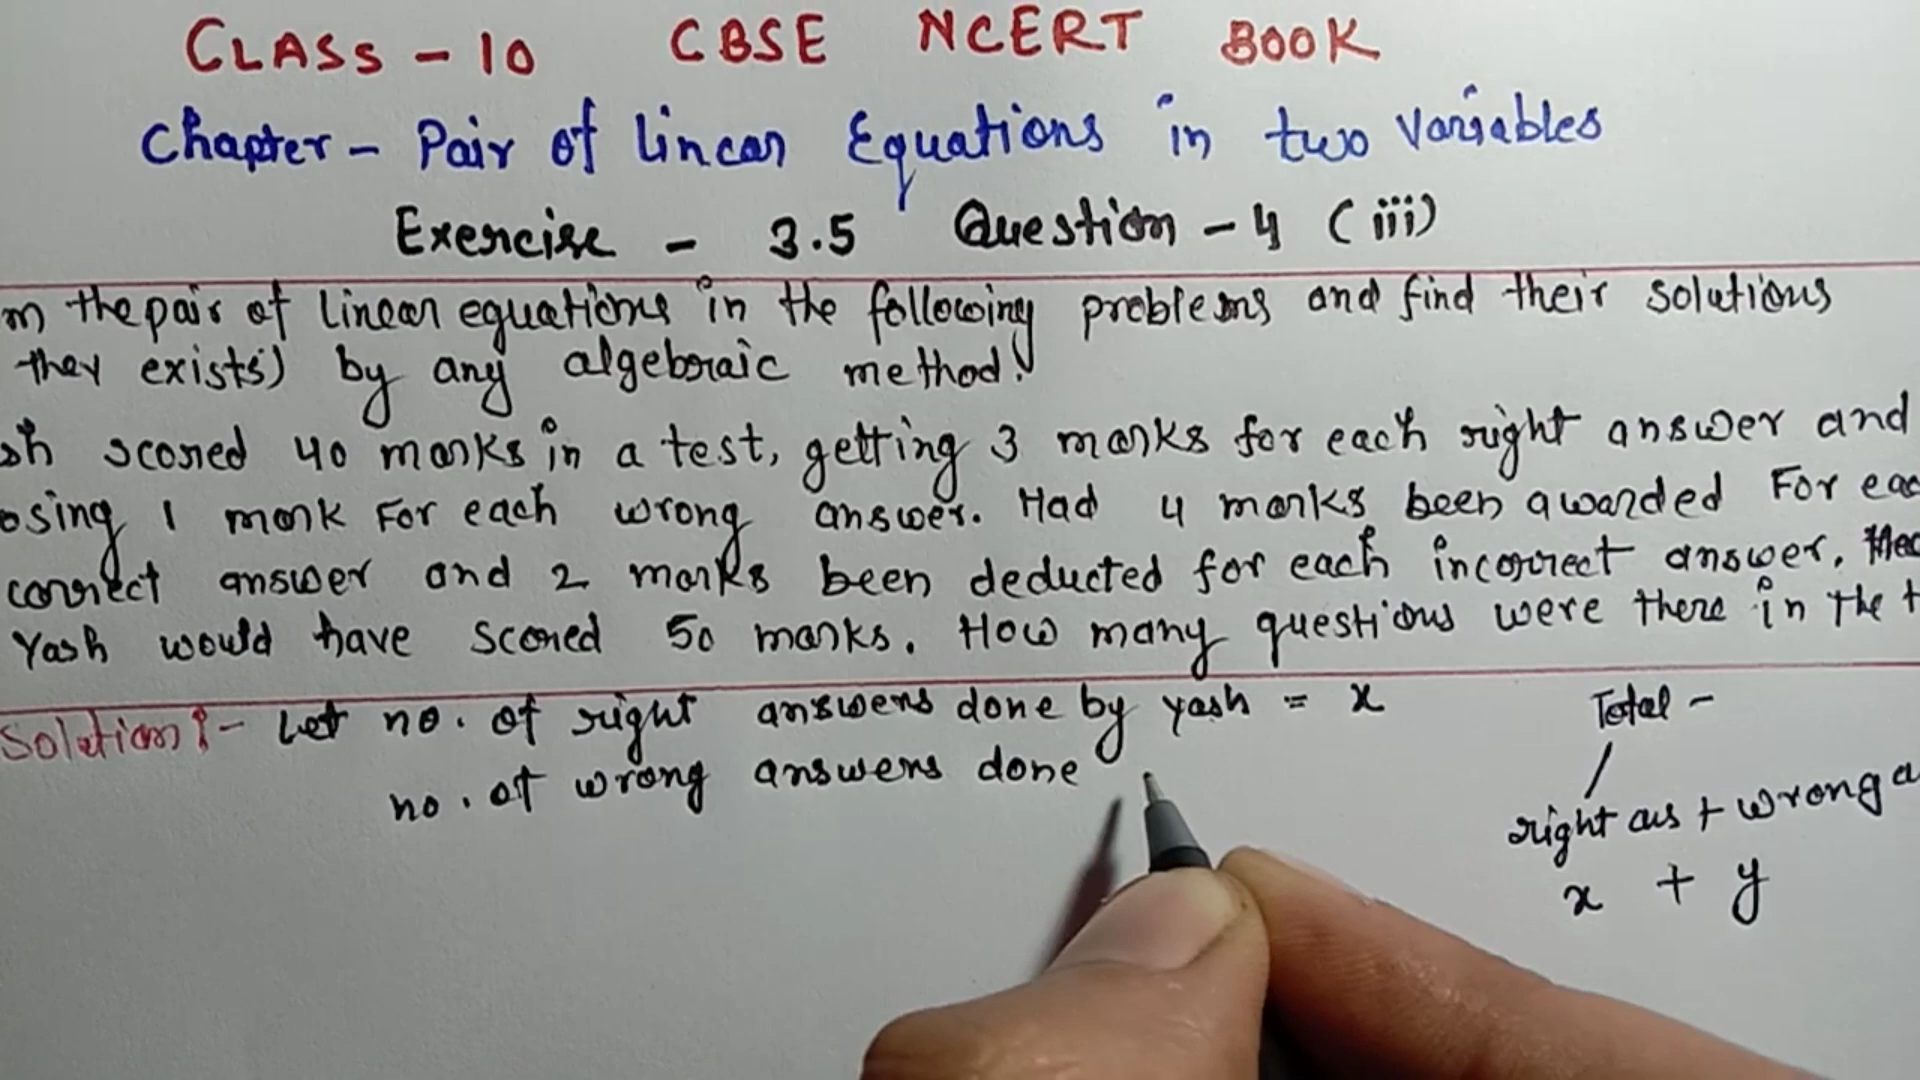 CLASS - 10 CBSE NCERT BOOK
Chapter - Pair of linear Equations in two Variables
Exercise - 3.5 Question - 4 (iii)
m the pair of linear equations in the following problems and find their solutions
they exists) by any algebraic method.
sh scored 40 marks in a test, getting 3 marks for each right answer and
osing 1 mark For each wrong answer. Had 4 marks been awarded For eac
correct answer and 2 marks been deducted for each incorrect answer,
Yash would have scored 50 marks. How many questions were there in the t
Solution :- Let no. of right answers done by yash = x
no. of wrong answers done
Total -
right ans + wrong a
x + y